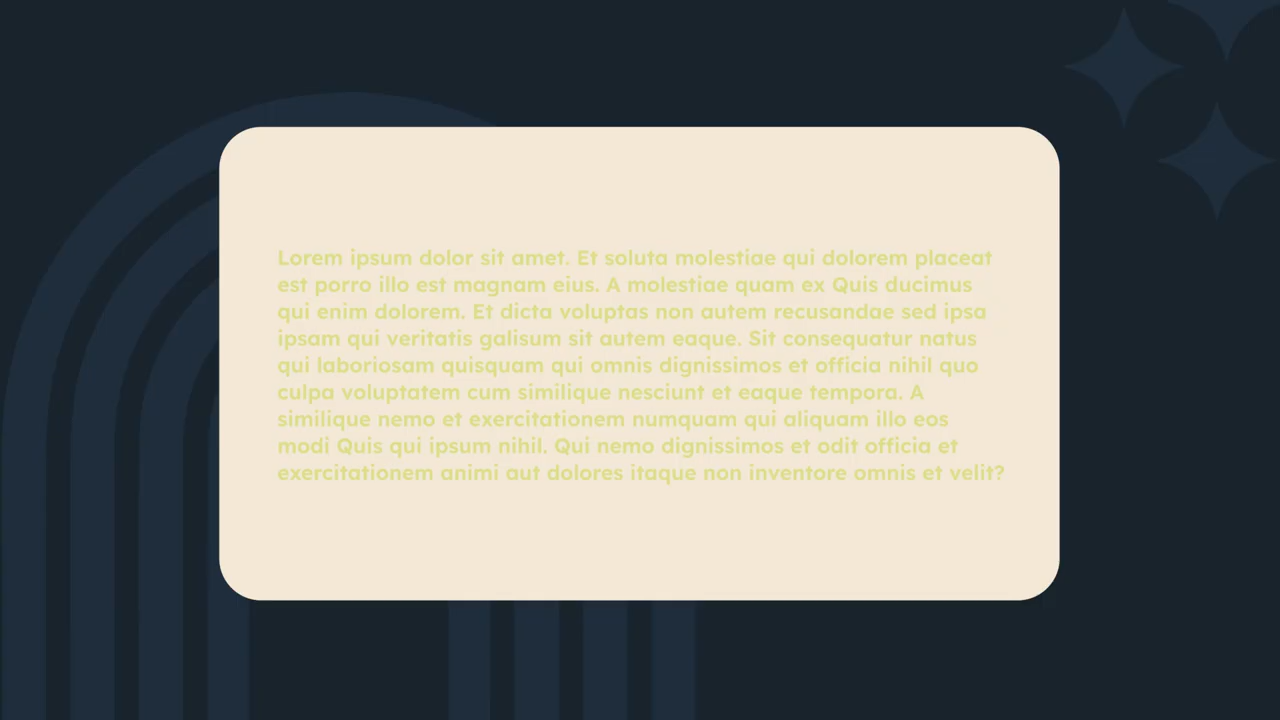 Lorem ipsum dolor sit amet. Et soluta molestiae qui dolorem placeat
est porro illo est magnam eius. A molestiae quam ex Quis ducimus
qui enim dolorem. Et dicta voluptas non autem recusandae sed ipsa
ipsam qui veritatis galisum sit autem eaque. Sit consequatur natus
qui laboriosam quisquam qui omnis dignissimos et officia nihil quo
culpa voluptatem cum similique nesciunt et eaque tempora. A
similique nemo et exercitationem numquam qui aliquam illo eos
modi Quis qui ipsum nihil. Qui nemo dignissimos et odit officia et
exercitationem animi aut dolores itaque non inventore omnis et velit?